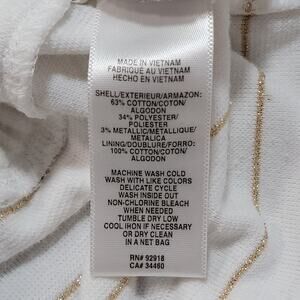 MADE IN VIETNAM
FABRIQUÉ AU VIETNAM
HECHO EN VIETNAM
SHELL/EXTERIEUR/ARMAZON:
63% COTTON/COTON/
ALGODON
34% POLYESTER/
POLIESTER
3% METALLIC/METALLIQUE/
METALICA
LINING/DOUBLURE/FORRO:
100% COTTON/COTON/
ALGODON
MACHINE WASH COLD
WASH WITH LIKE COLORS
DELICATE CYCLE
WASH INSIDE OUT
NON-CHLORINE BLEACH
WHEN NEEDED
TUMBLE DRY LOW
COOL IRON IF NECESSARY
OR DRY CLEAN
IN A NET BAG
RN# 92918
CA# 34460